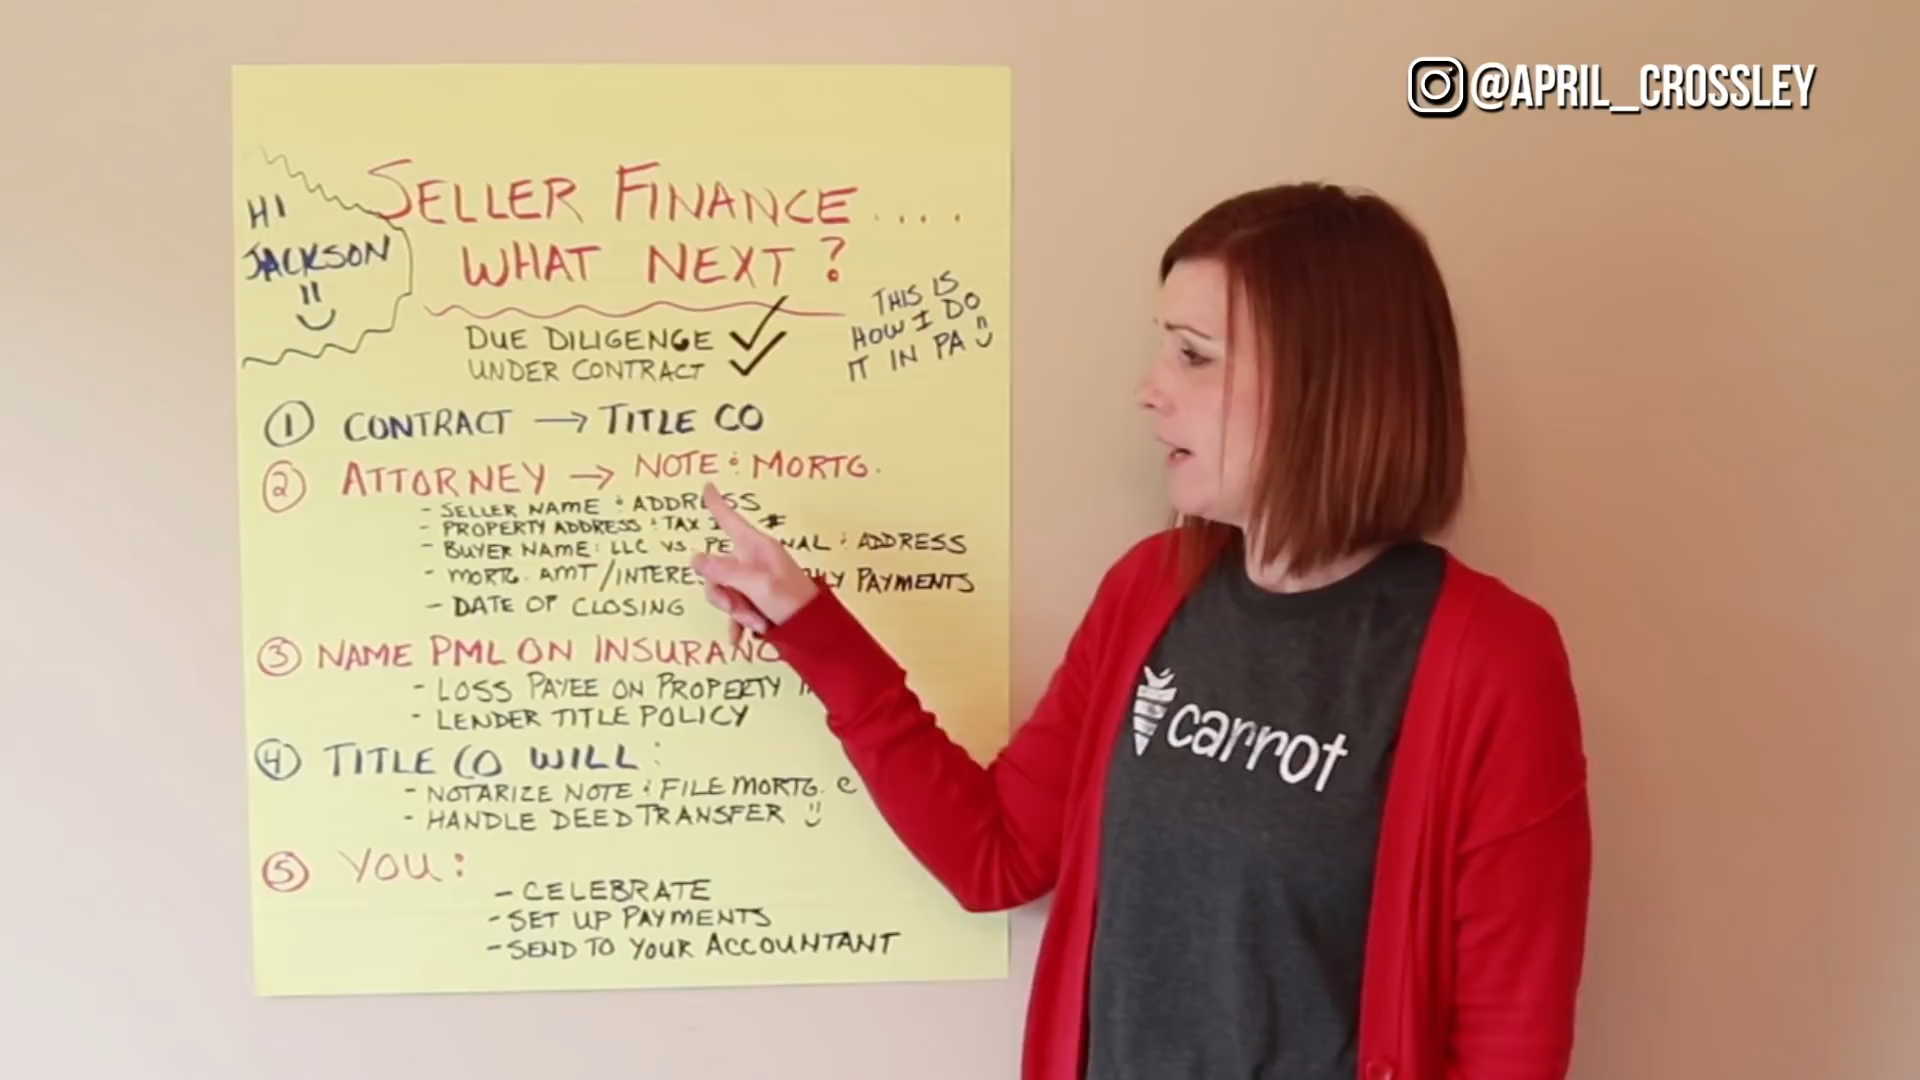 @APRIL_CROSSLEY
HI
JACKSON
SELLER FINANCE....
WHAT NEXT?
THIS IS
HOW I DO
IT IN PA
DUE DILIGENCE ✓
UNDER CONTRACT ✓
① CONTRACT → TITLE CO
② ATTORNEY → NOTE & MORTG.
- SELLER NAME & ADDRESS
- PROPERTY ADDRESS & TAX #
- BUYER NAME: LLC VS. & ADDRESS
- MORTG. AMT / PAYMENTS
- DATE OF CLOSING
③ NAME PML ON
- LOSS PAYEE ON PROPERTY
- LENDER TITLE POLICY
④ TITLE CO WILL:
- NOTARIZE NOTE & FILE MORTG.
- HANDLE DEED TRANSFER
⑤ YOU:
- CELEBRATE
- SET UP PAYMENTS
- SEND TO YOUR ACCOUNTANT
carrot